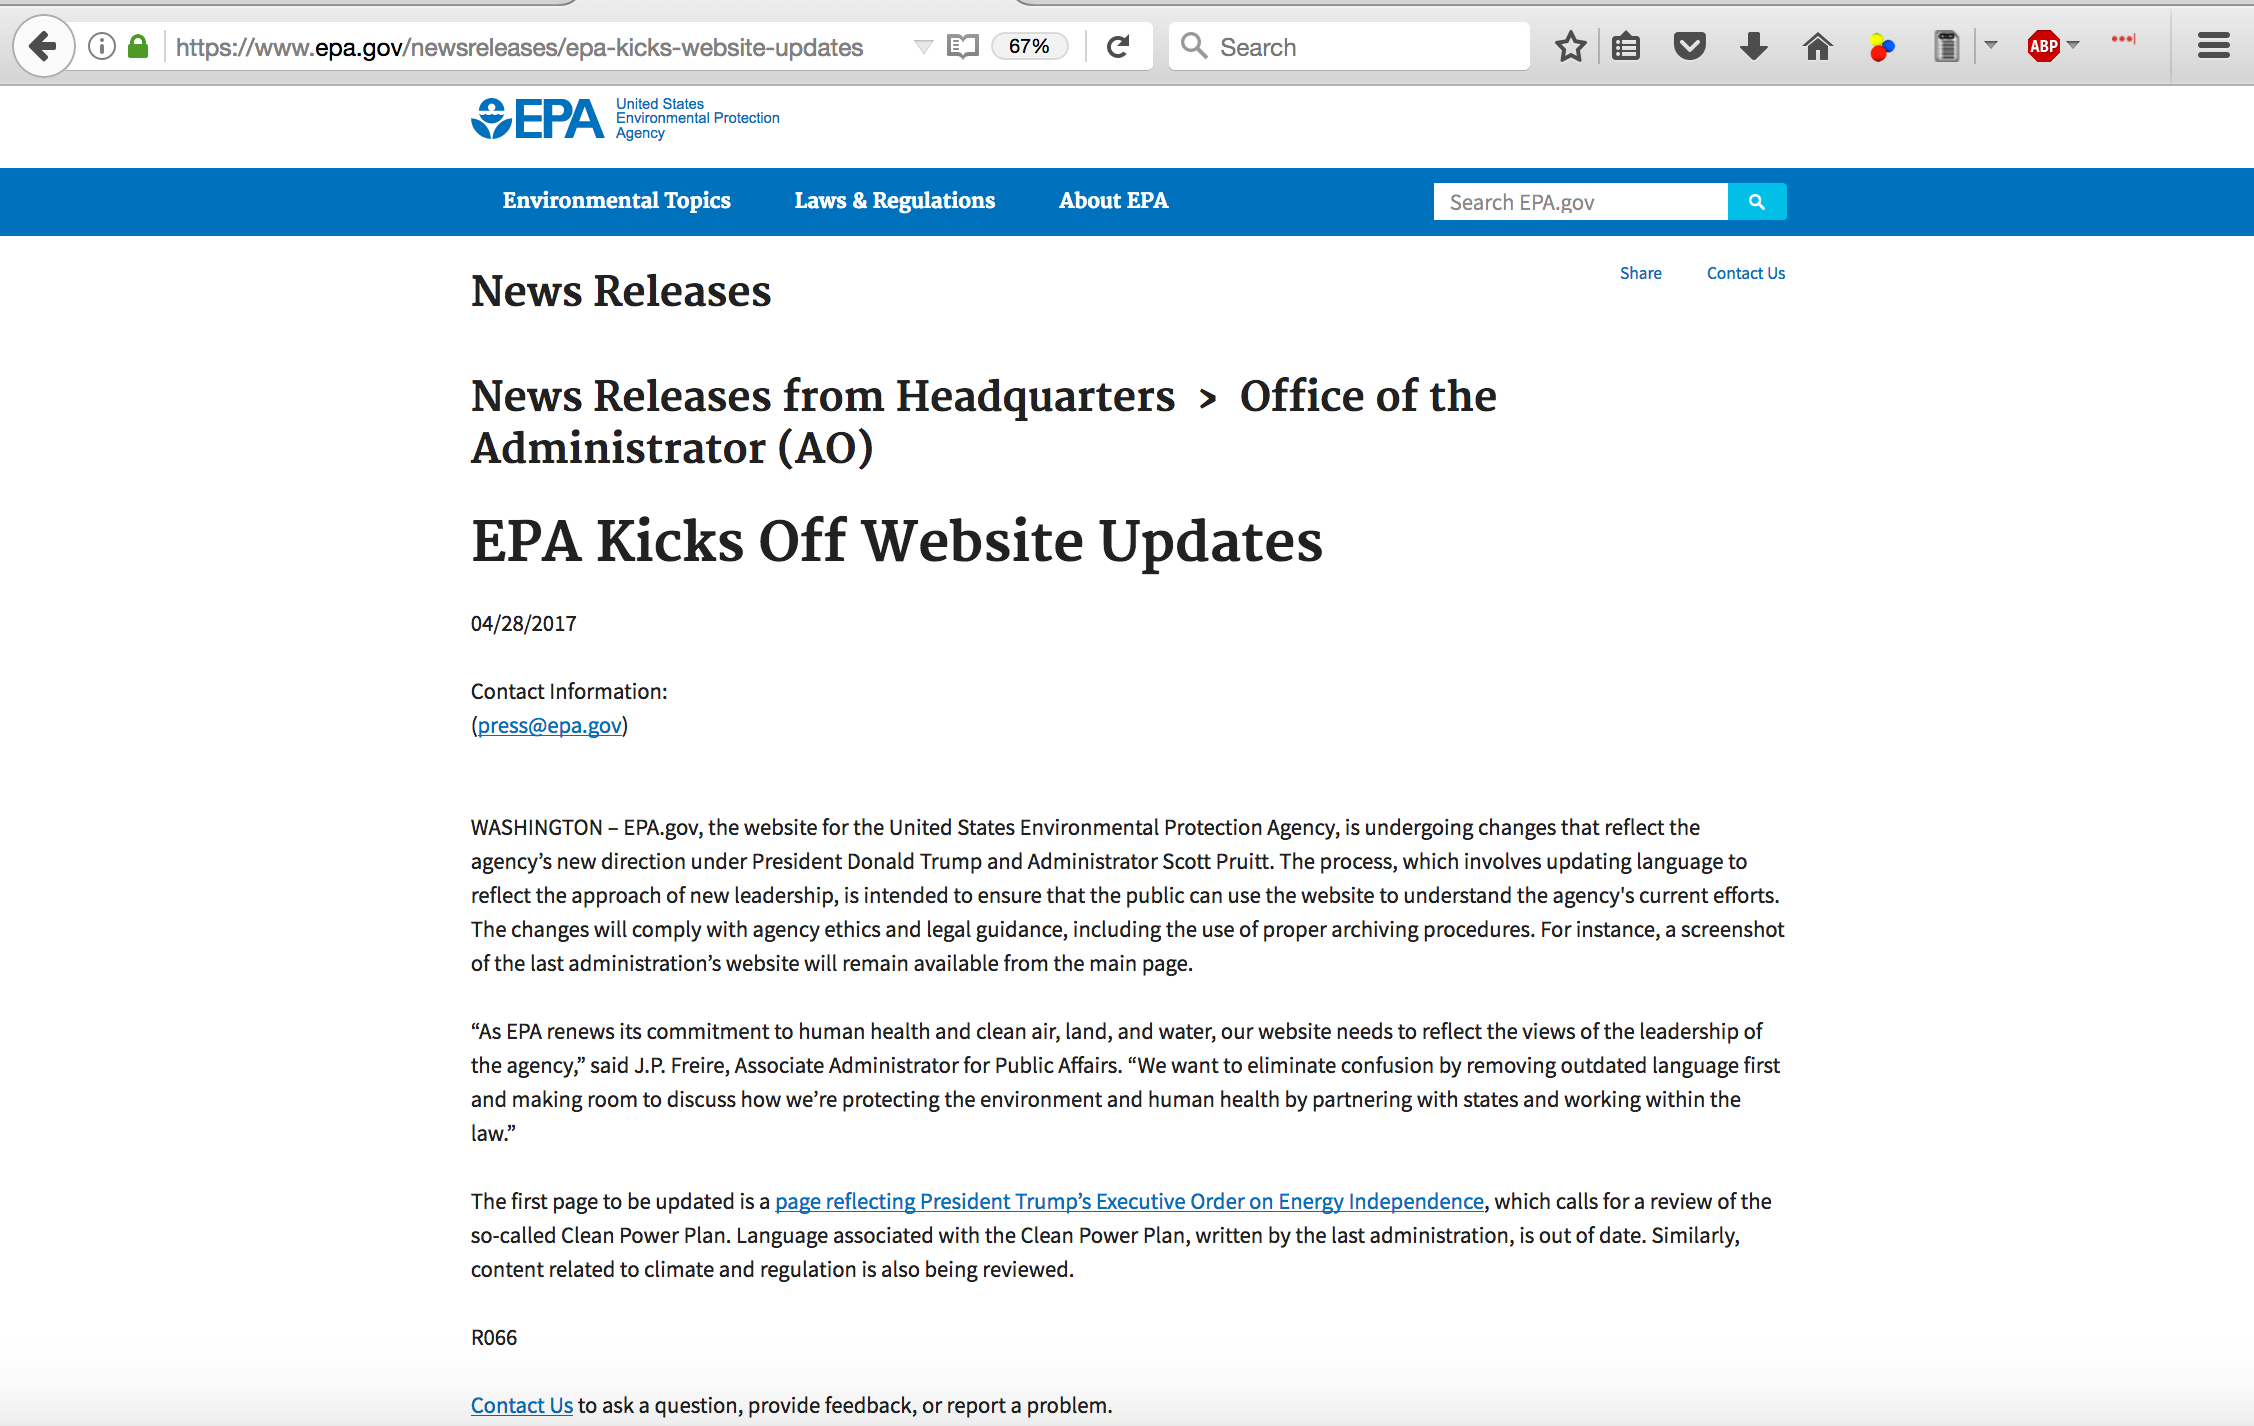 https://www.epa.gov/newsreleases/epa-kicks-website-updates
67%
Search
ABP
EPA
United States
Environmental Protection
Agency
Environmental Topics
Laws & Regulations
About EPA
Search EPA.gov
Share
Contact Us
News Releases
News Releases from Headquarters > Office of the
Administrator (AO)
EPA Kicks Off Website Updates
04/28/2017
Contact Information:
(press@epa.gov)
WASHINGTON – EPA.gov, the website for the United States Environmental Protection Agency, is undergoing changes that reflect the
agency’s new direction under President Donald Trump and Administrator Scott Pruitt. The process, which involves updating language to
reflect the approach of new leadership, is intended to ensure that the public can use the website to understand the agency's current efforts.
The changes will comply with agency ethics and legal guidance, including the use of proper archiving procedures. For instance, a screenshot
of the last administration’s website will remain available from the main page.
“As EPA renews its commitment to human health and clean air, land, and water, our website needs to reflect the views of the leadership of
the agency,” said J.P. Freire, Associate Administrator for Public Affairs. “We want to eliminate confusion by removing outdated language first
and making room to discuss how we’re protecting the environment and human health by partnering with states and working within the
law.”
The first page to be updated is a page reflecting President Trump’s Executive Order on Energy Independence, which calls for a review of the
so-called Clean Power Plan. Language associated with the Clean Power Plan, written by the last administration, is out of date. Similarly,
content related to climate and regulation is also being reviewed.
R066
Contact Us to ask a question, provide feedback, or report a problem.